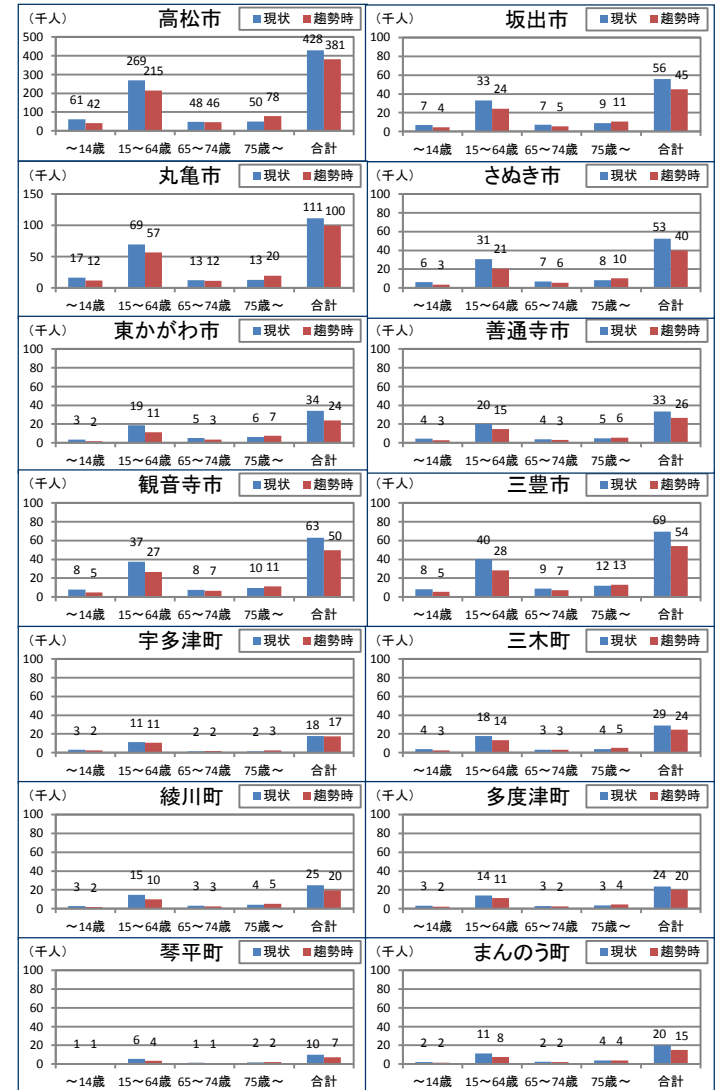 （千人） 高松市 ■現状 ■趨勢時
500
400
300
200
100
0
61 42 269 215 48 46 50 78 428 381
～14歳 15～64歳 65～74歳 75歳～ 合計
（千人） 坂出市 ■現状 ■趨勢時
100
80
60
40
20
0
7 4 33 24 7 5 9 11 56 45
～14歳 15～64歳 65～74歳 75歳～ 合計
（千人） 丸亀市 ■現状 ■趨勢時
150
100
50
0
17 12 69 57 13 12 13 20 111 100
～14歳 15～64歳 65～74歳 75歳～ 合計
（千人） さぬき市 ■現状 ■趨勢時
100
80
60
40
20
0
6 3 31 21 7 6 8 10 53 40
～14歳 15～64歳 65～74歳 75歳～ 合計
（千人） 東かがわ市 ■現状 ■趨勢時
100
80
60
40
20
0
3 2 19 11 5 3 6 7 34 24
～14歳 15～64歳 65～74歳 75歳～ 合計
（千人） 善通寺市 ■現状 ■趨勢時
100
80
60
40
20
0
4 3 20 15 4 3 5 6 33 26
～14歳 15～64歳 65～74歳 75歳～ 合計
（千人） 観音寺市 ■現状 ■趨勢時
100
80
60
40
20
0
8 5 37 27 8 7 10 11 63 50
～14歳 15～64歳 65～74歳 75歳～ 合計
（千人） 三豊市 ■現状 ■趨勢時
100
80
60
40
20
0
8 5 40 28 9 7 12 13 69 54
～14歳 15～64歳 65～74歳 75歳～ 合計
（千人） 宇多津町 ■現状 ■趨勢時
100
80
60
40
20
0
3 2 11 11 2 2 2 3 18 17
～14歳 15～64歳 65～74歳 75歳～ 合計
（千人） 三木町 ■現状 ■趨勢時
100
80
60
40
20
0
4 3 18 14 3 3 4 5 29 24
～14歳 15～64歳 65～74歳 75歳～ 合計
（千人） 綾川町 ■現状 ■趨勢時
100
80
60
40
20
0
3 2 15 10 3 3 4 5 25 20
～14歳 15～64歳 65～74歳 75歳～ 合計
（千人） 多度津町 ■現状 ■趨勢時
100
80
60
40
20
0
3 2 14 11 3 2 3 4 24 20
～14歳 15～64歳 65～74歳 75歳～ 合計
（千人） 琴平町 ■現状 ■趨勢時
100
80
60
40
20
0
1 1 6 4 1 1 2 2 10 7
～14歳 15～64歳 65～74歳 75歳～ 合計
（千人） まんのう町 ■現状 ■趨勢時
100
80
60
40
20
0
2 2 11 8 2 2 4 4 20 15
～14歳 15～64歳 65～74歳 75歳～ 合計